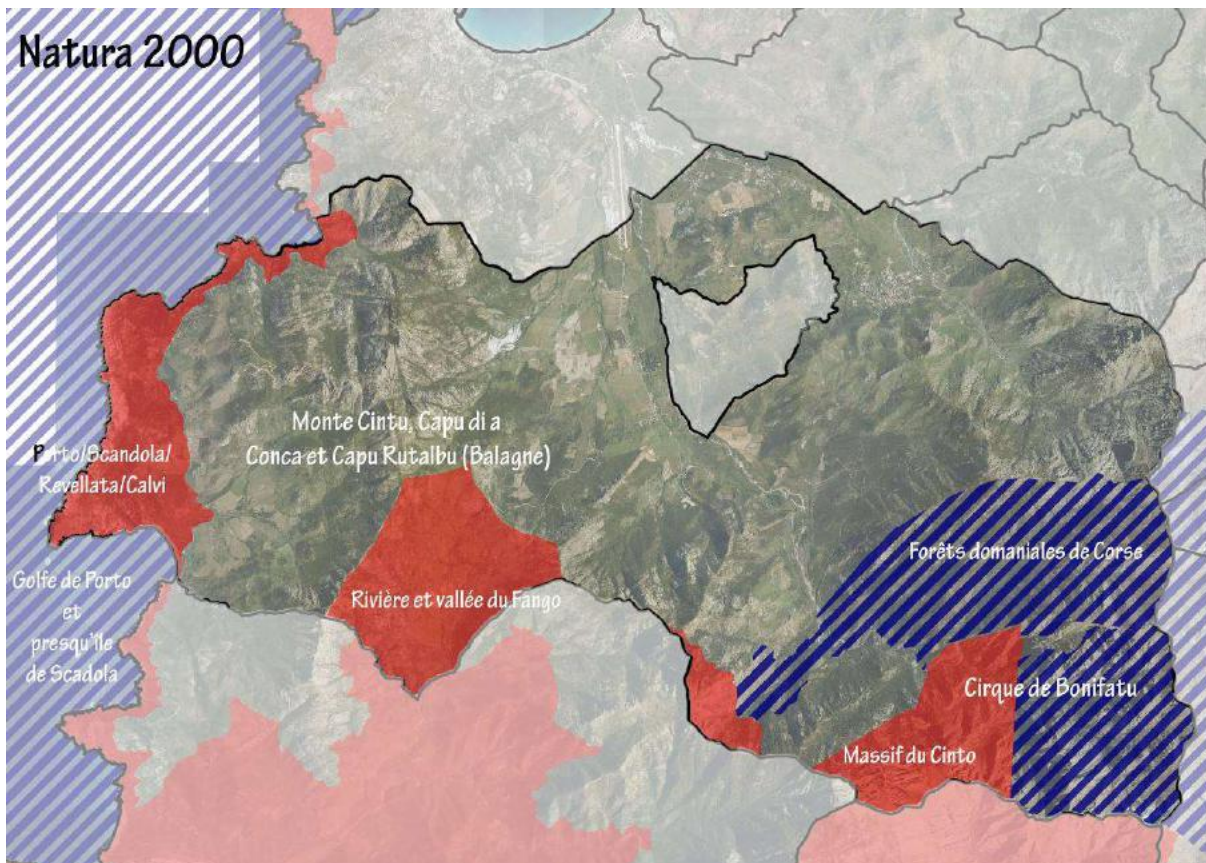 Natura 2000
Monte Cintu, Capu di a
Conca et Capu Rutalbu (Balagne)
Porto/Scandola/
Revellata/Calvi
Forêts domaniales de Corse
Golfe de Porto
et
presqu'île
de Scadola
Rivière et vallée du Fango
Cirque de Bonifatu
Massif du Cinto